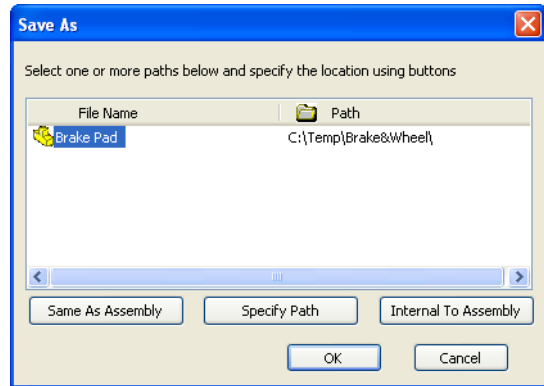 Save As
Select one or more paths below and specify the location using buttons
File Name Path
Brake Pad C:\Temp\Brake&Wheel\
Same As Assembly Specify Path Internal To Assembly
OK Cancel